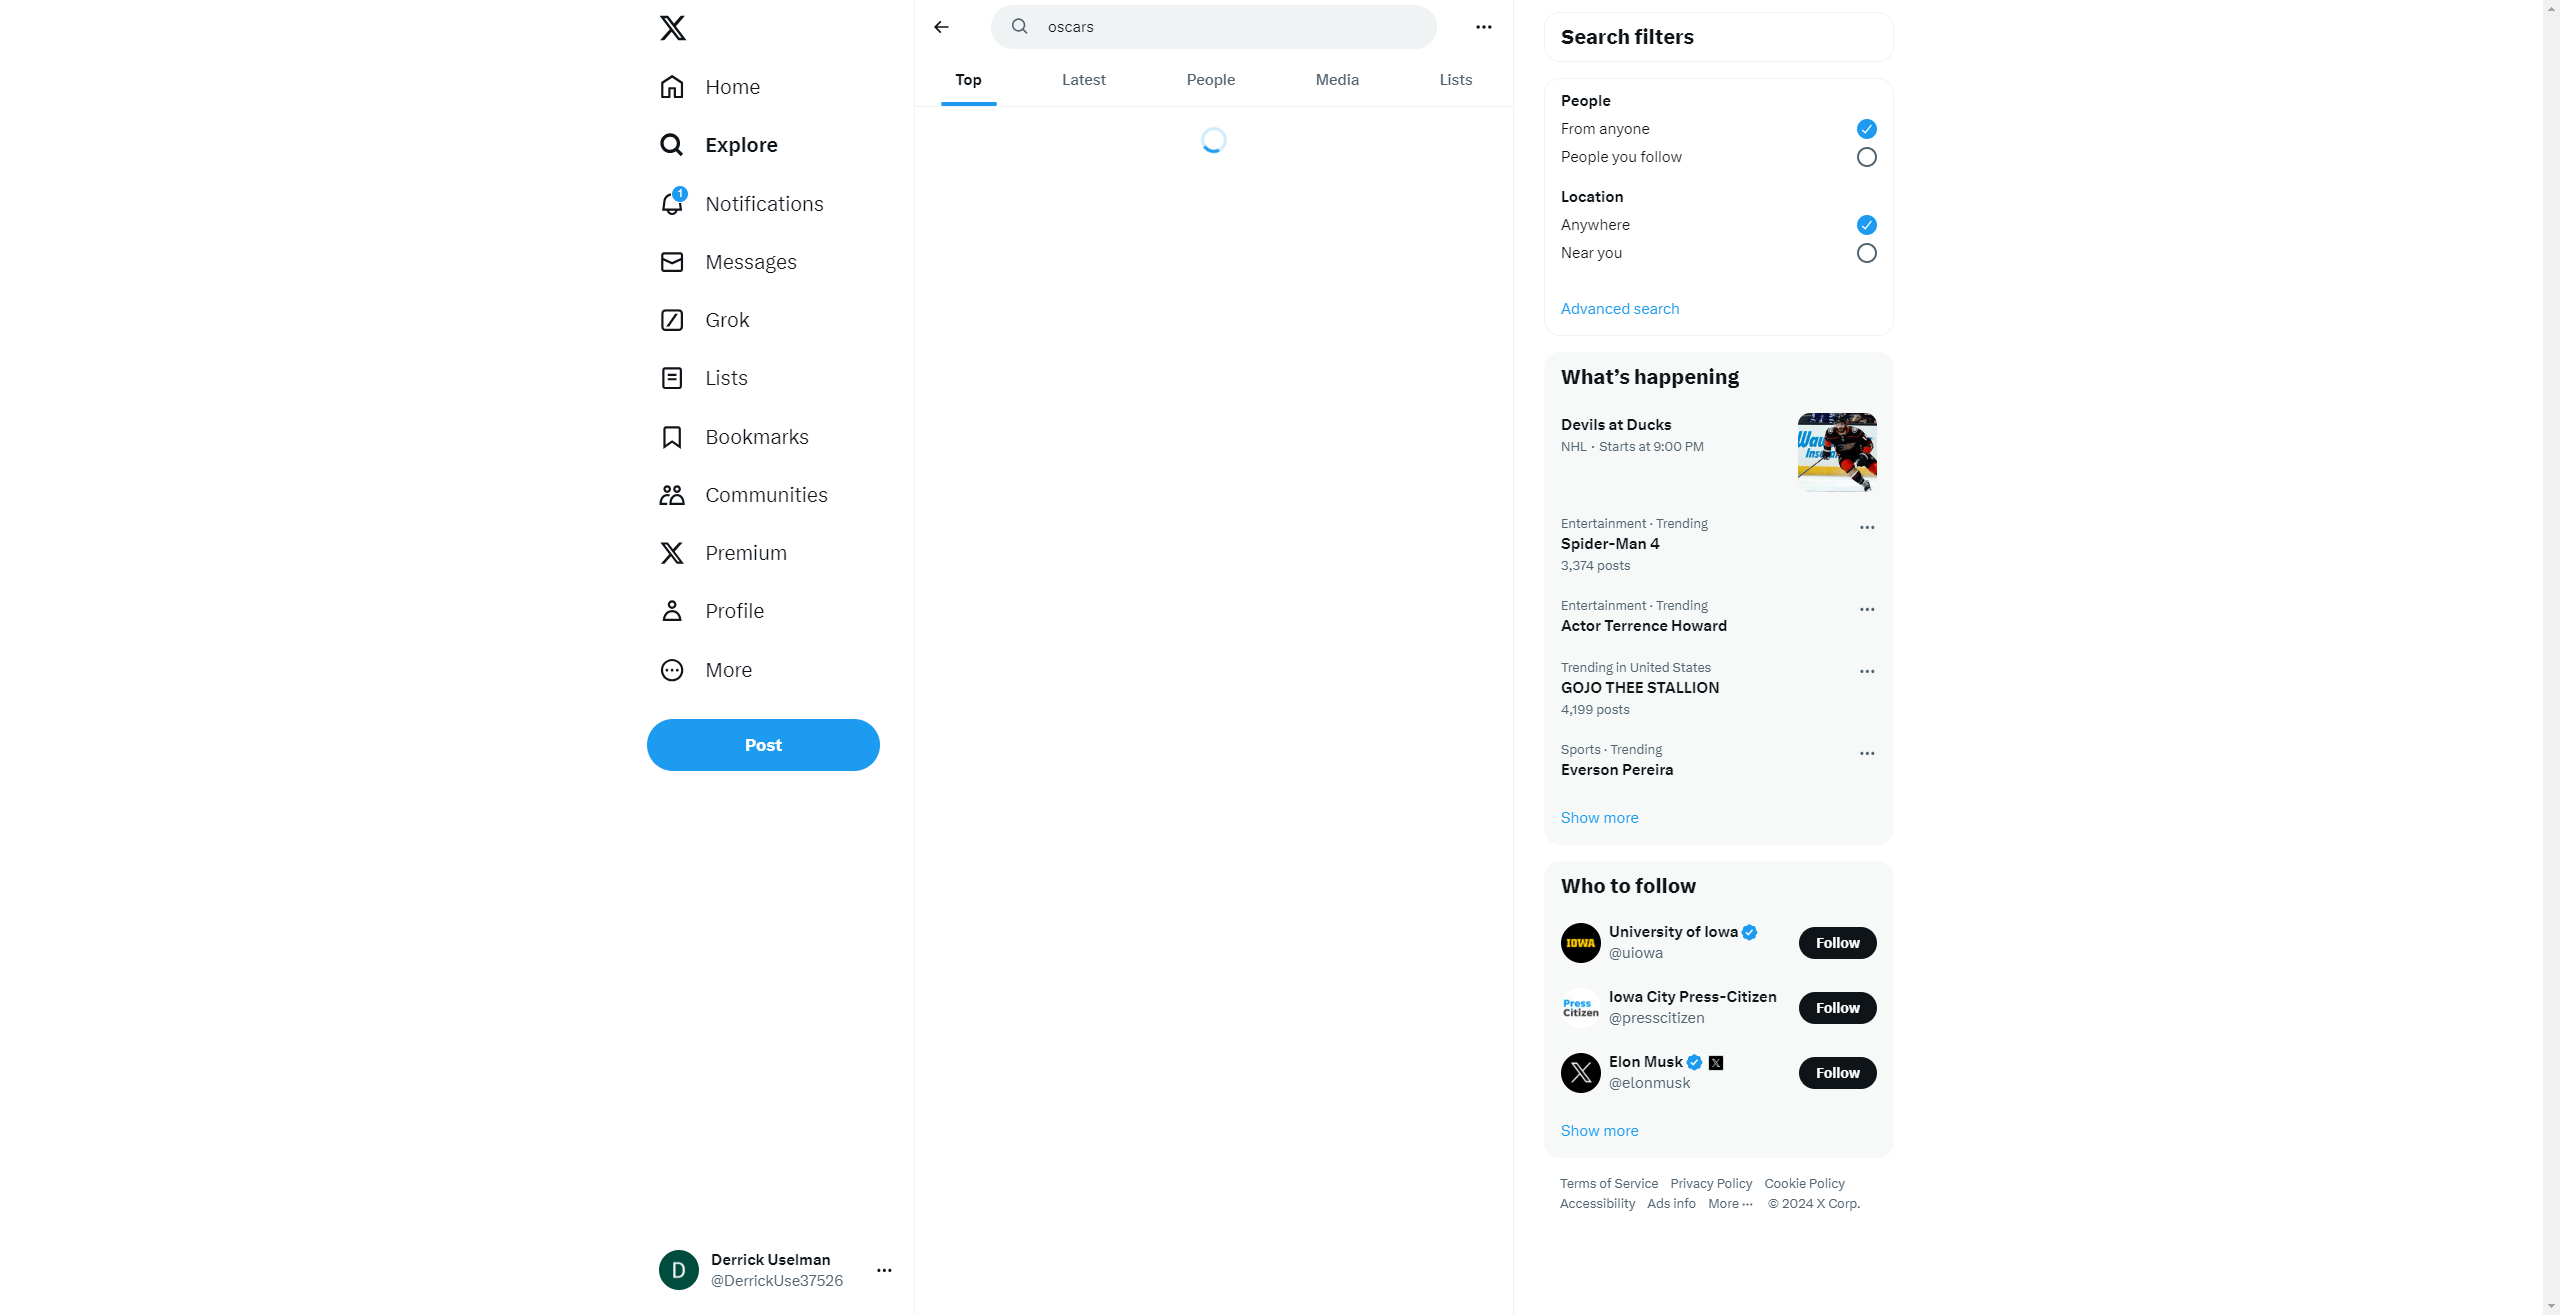 Home
Explore
1
Notifications
Messages
Grok
Lists
Bookmarks
Communities
Premium
Profile
More
Post
D
Derrick Uselman
@DerrickUse37526
oscars
Top Latest People Media Lists
Search filters
People
From anyone
People you follow
Location
Anywhere
Near you
Advanced search
What’s happening
Devils at Ducks
NHL · Starts at 9:00 PM
Entertainment · Trending
Spider-Man 4
3,374 posts
Entertainment · Trending
Actor Terrence Howard
Trending in United States
GOJO THEE STALLION
4,199 posts
Sports · Trending
Everson Pereira
Show more
Who to follow
IOWA
University of Iowa
@uiowa
Follow
Press
Citizen
Iowa City Press-Citizen
@presscitizen
Follow
Elon Musk
@elonmusk
Follow
Show more
Terms of Service Privacy Policy Cookie Policy
Accessibility Ads info More ··· © 2024 X Corp.